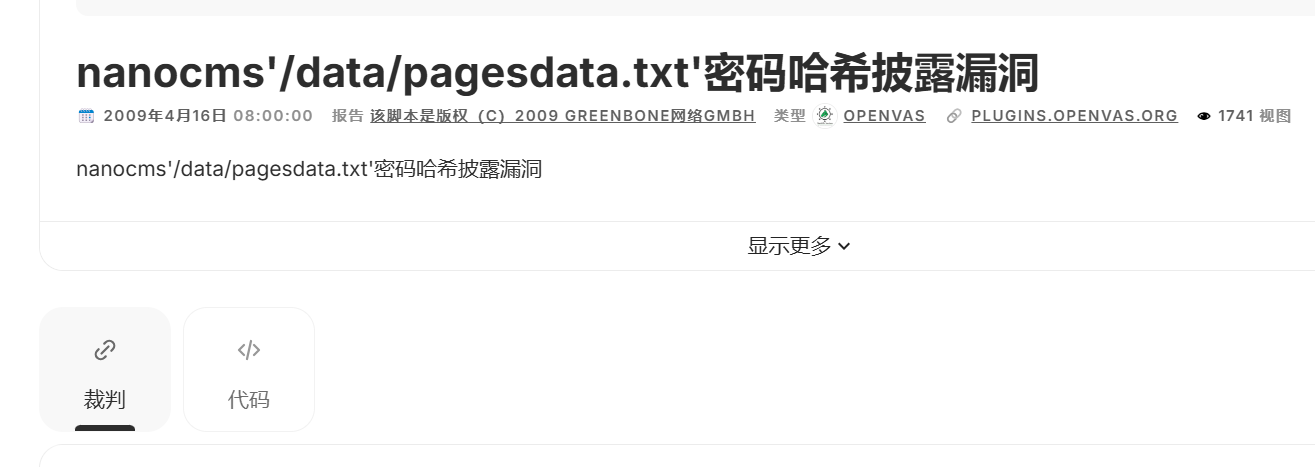 nanocms'/data/pagesdata.txt'密码哈希披露漏洞
2009年4月16日 08:00:00 报告 该脚本是版权（C）2009 GREENBONE网络GMBH 类型 OPENVAS PLUGINS.OPENVAS.ORG 1741 视图
nanocms'/data/pagesdata.txt'密码哈希披露漏洞
显示更多
裁判 代码